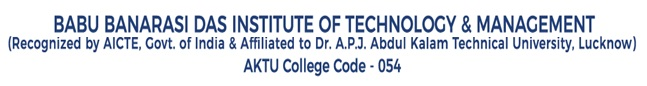 BABU BANARASI DAS INSTITUTE OF TECHNOLOGY & MANAGEMENT
(Recognized by AICTE, Govt. of India & Affiliated to Dr. A.P.J. Abdul Kalam Technical University, Lucknow)
AKTU College Code - 054